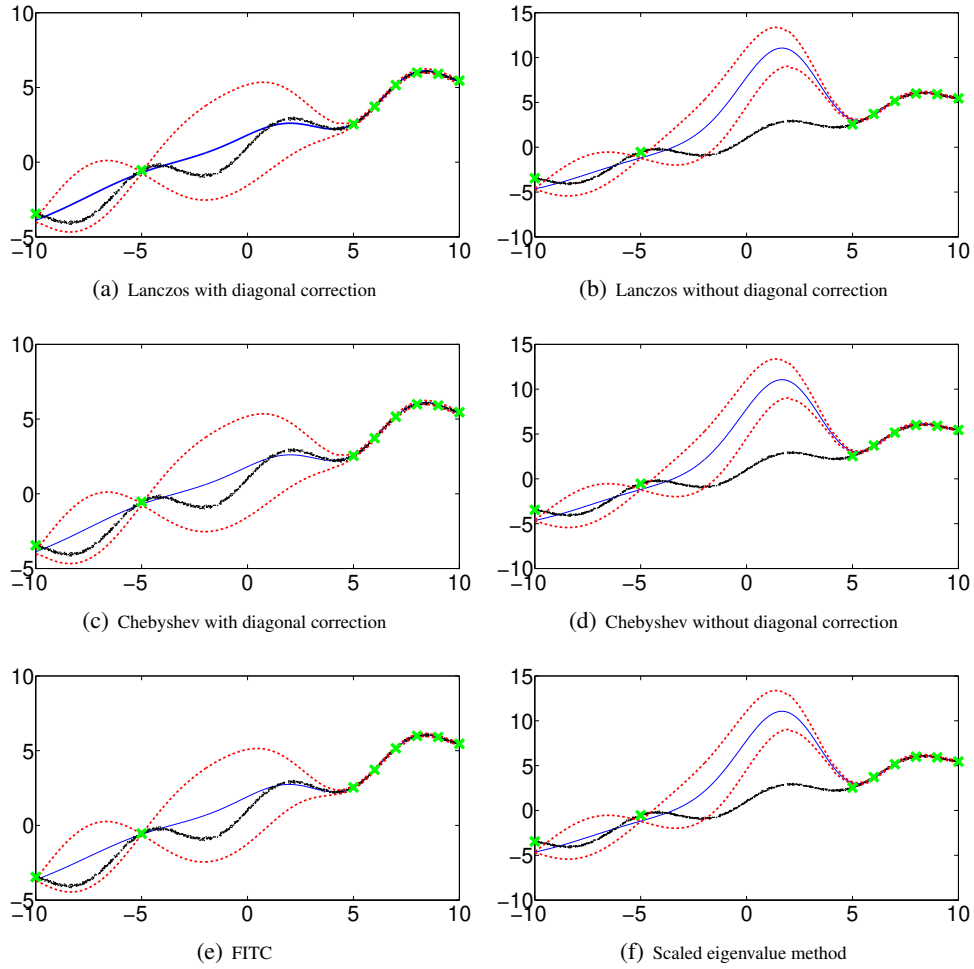 10
5
0
−5
−10 −5 0 5 10
(a) Lanczos with diagonal correction
15
10
5
0
−5
−10
−10 −5 0 5 10
(b) Lanczos without diagonal correction
10
5
0
−5
−10 −5 0 5 10
(c) Chebyshev with diagonal correction
15
10
5
0
−5
−10
−10 −5 0 5 10
(d) Chebyshev without diagonal correction
10
5
0
−5
−10 −5 0 5 10
(e) FITC
15
10
5
0
−5
−10
−10 −5 0 5 10
(f) Scaled eigenvalue method